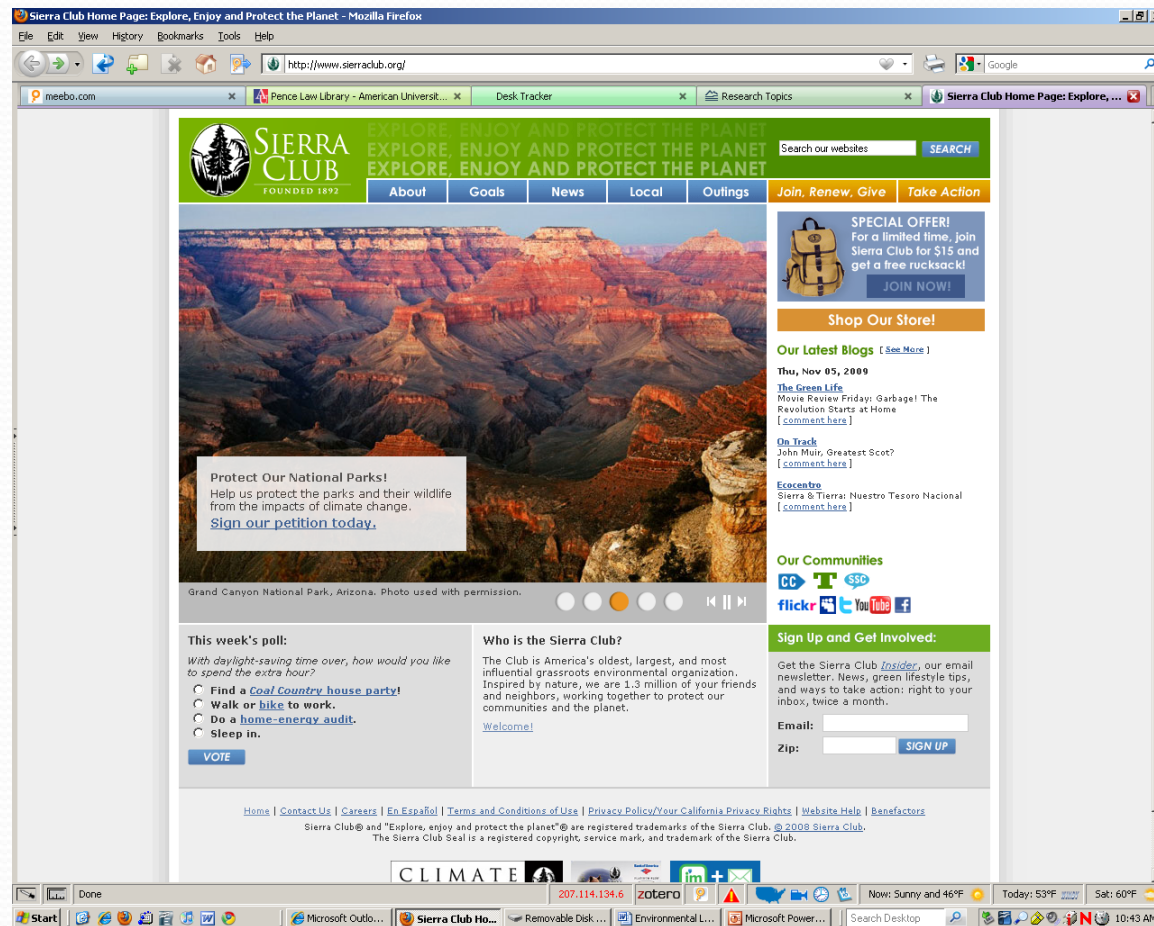 Sierra Club Home Page: Explore, Enjoy and Protect the Planet - Mozilla Firefox
File Edit View History Bookmarks Tools Help
http://www.sierraclub.org/
Google
meebo.com
Pence Law Library - American Universit...
Desk Tracker
Research Topics
Sierra Club Home Page: Explore, ...
SIERRA CLUB
FOUNDED 1892
EXPLORE, ENJOY AND PROTECT THE PLANET
EXPLORE, ENJOY AND PROTECT THE PLANET
EXPLORE, ENJOY AND PROTECT THE PLANET
Search our websites
SEARCH
About Goals News Local Outings Join, Renew, Give Take Action
SPECIAL OFFER!
For a limited time, join
Sierra Club for $15 and
get a free rucksack!
JOIN NOW!
Shop Our Store!
Our Latest Blogs [ See More ]
Thu, Nov 05, 2009
The Green Life
Movie Review Friday: Garbage! The
Revolution Starts at Home
[ comment here ]
On Track
John Muir, Greatest Scot?
[ comment here ]
Ecocentro
Sierra & Tierra: Nuestro Tesoro Nacional
[ comment here ]
Protect Our National Parks!
Help us protect the parks and their wildlife
from the impacts of climate change.
Sign our petition today.
Grand Canyon National Park, Arizona. Photo used with permission.
Our Communities
CC T SSC
flickr You Tube f
This week's poll:
With daylight-saving time over, how would you like
to spend the extra hour?
Find a Coal Country house party!
Walk or bike to work.
Do a home-energy audit.
Sleep in.
VOTE
Who is the Sierra Club?
The Club is America's oldest, largest, and most
influential grassroots environmental organization.
Inspired by nature, we are 1.3 million of your friends
and neighbors, working together to protect our
communities and the planet.
Welcome!
Sign Up and Get Involved:
Get the Sierra Club Insider, our email
newsletter. News, green lifestyle tips,
and ways to take action: right to your
inbox, twice a month.
Email:
Zip:
SIGN UP
Home | Contact Us | Careers | En Español | Terms and Conditions of Use | Privacy Policy/Your California Privacy Rights | Website Help | Benefactors
Sierra Club® and "Explore, enjoy and protect the planet"® are registered trademarks of the Sierra Club. © 2008 Sierra Club.
The Sierra Club Seal is a registered copyright, service mark, and trademark of the Sierra Club.
CLIMATE
im +
Done
207.114.134.6
zotero
Now: Sunny and 46°F
Today: 53°F
Sat: 60°F
Start
Microsoft Outlo...
Sierra Club Ho...
Removable Disk ...
Environmental L...
Microsoft Power...
Search Desktop
10:43 AM